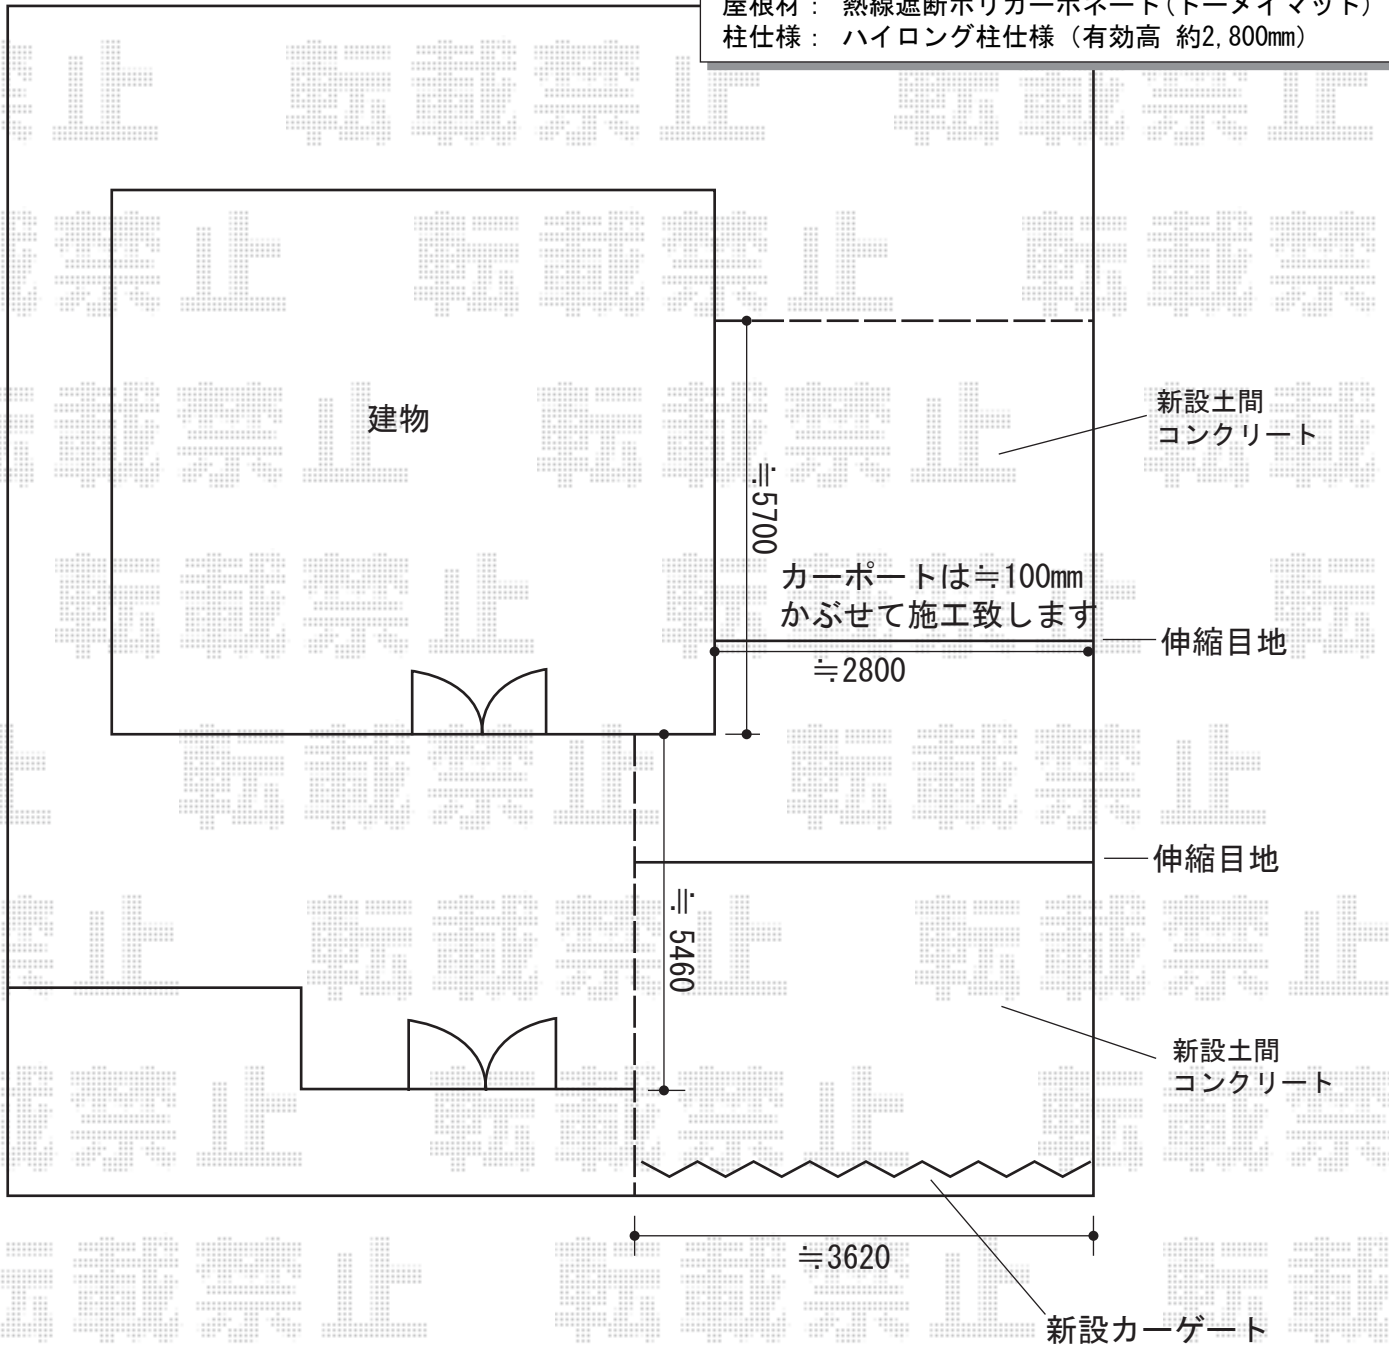 屋根材： 熱線遮断ポリカーボネート(トーメイマット)
柱仕様： ハイロング柱仕様 (有効高 約2,800mm)
建物
新設土間
コンクリート
≒5700
カーポートは≒100mm
かぶせて施工致します
伸縮目地
≒2800
伸縮目地
≒ 5460
新設土間
コンクリート
≒3620
新設カーゲート
転載禁止